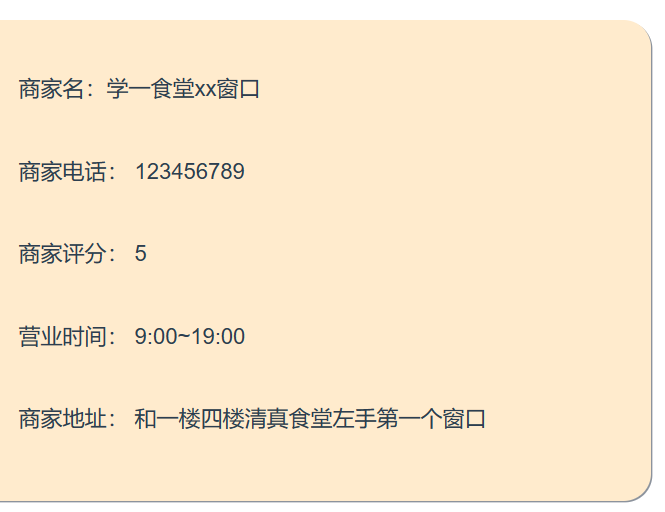 商家名：学一食堂xx窗口
商家电话： 123456789
商家评分： 5
营业时间： 9:00~19:00
商家地址： 和一楼四楼清真食堂左手第一个窗口